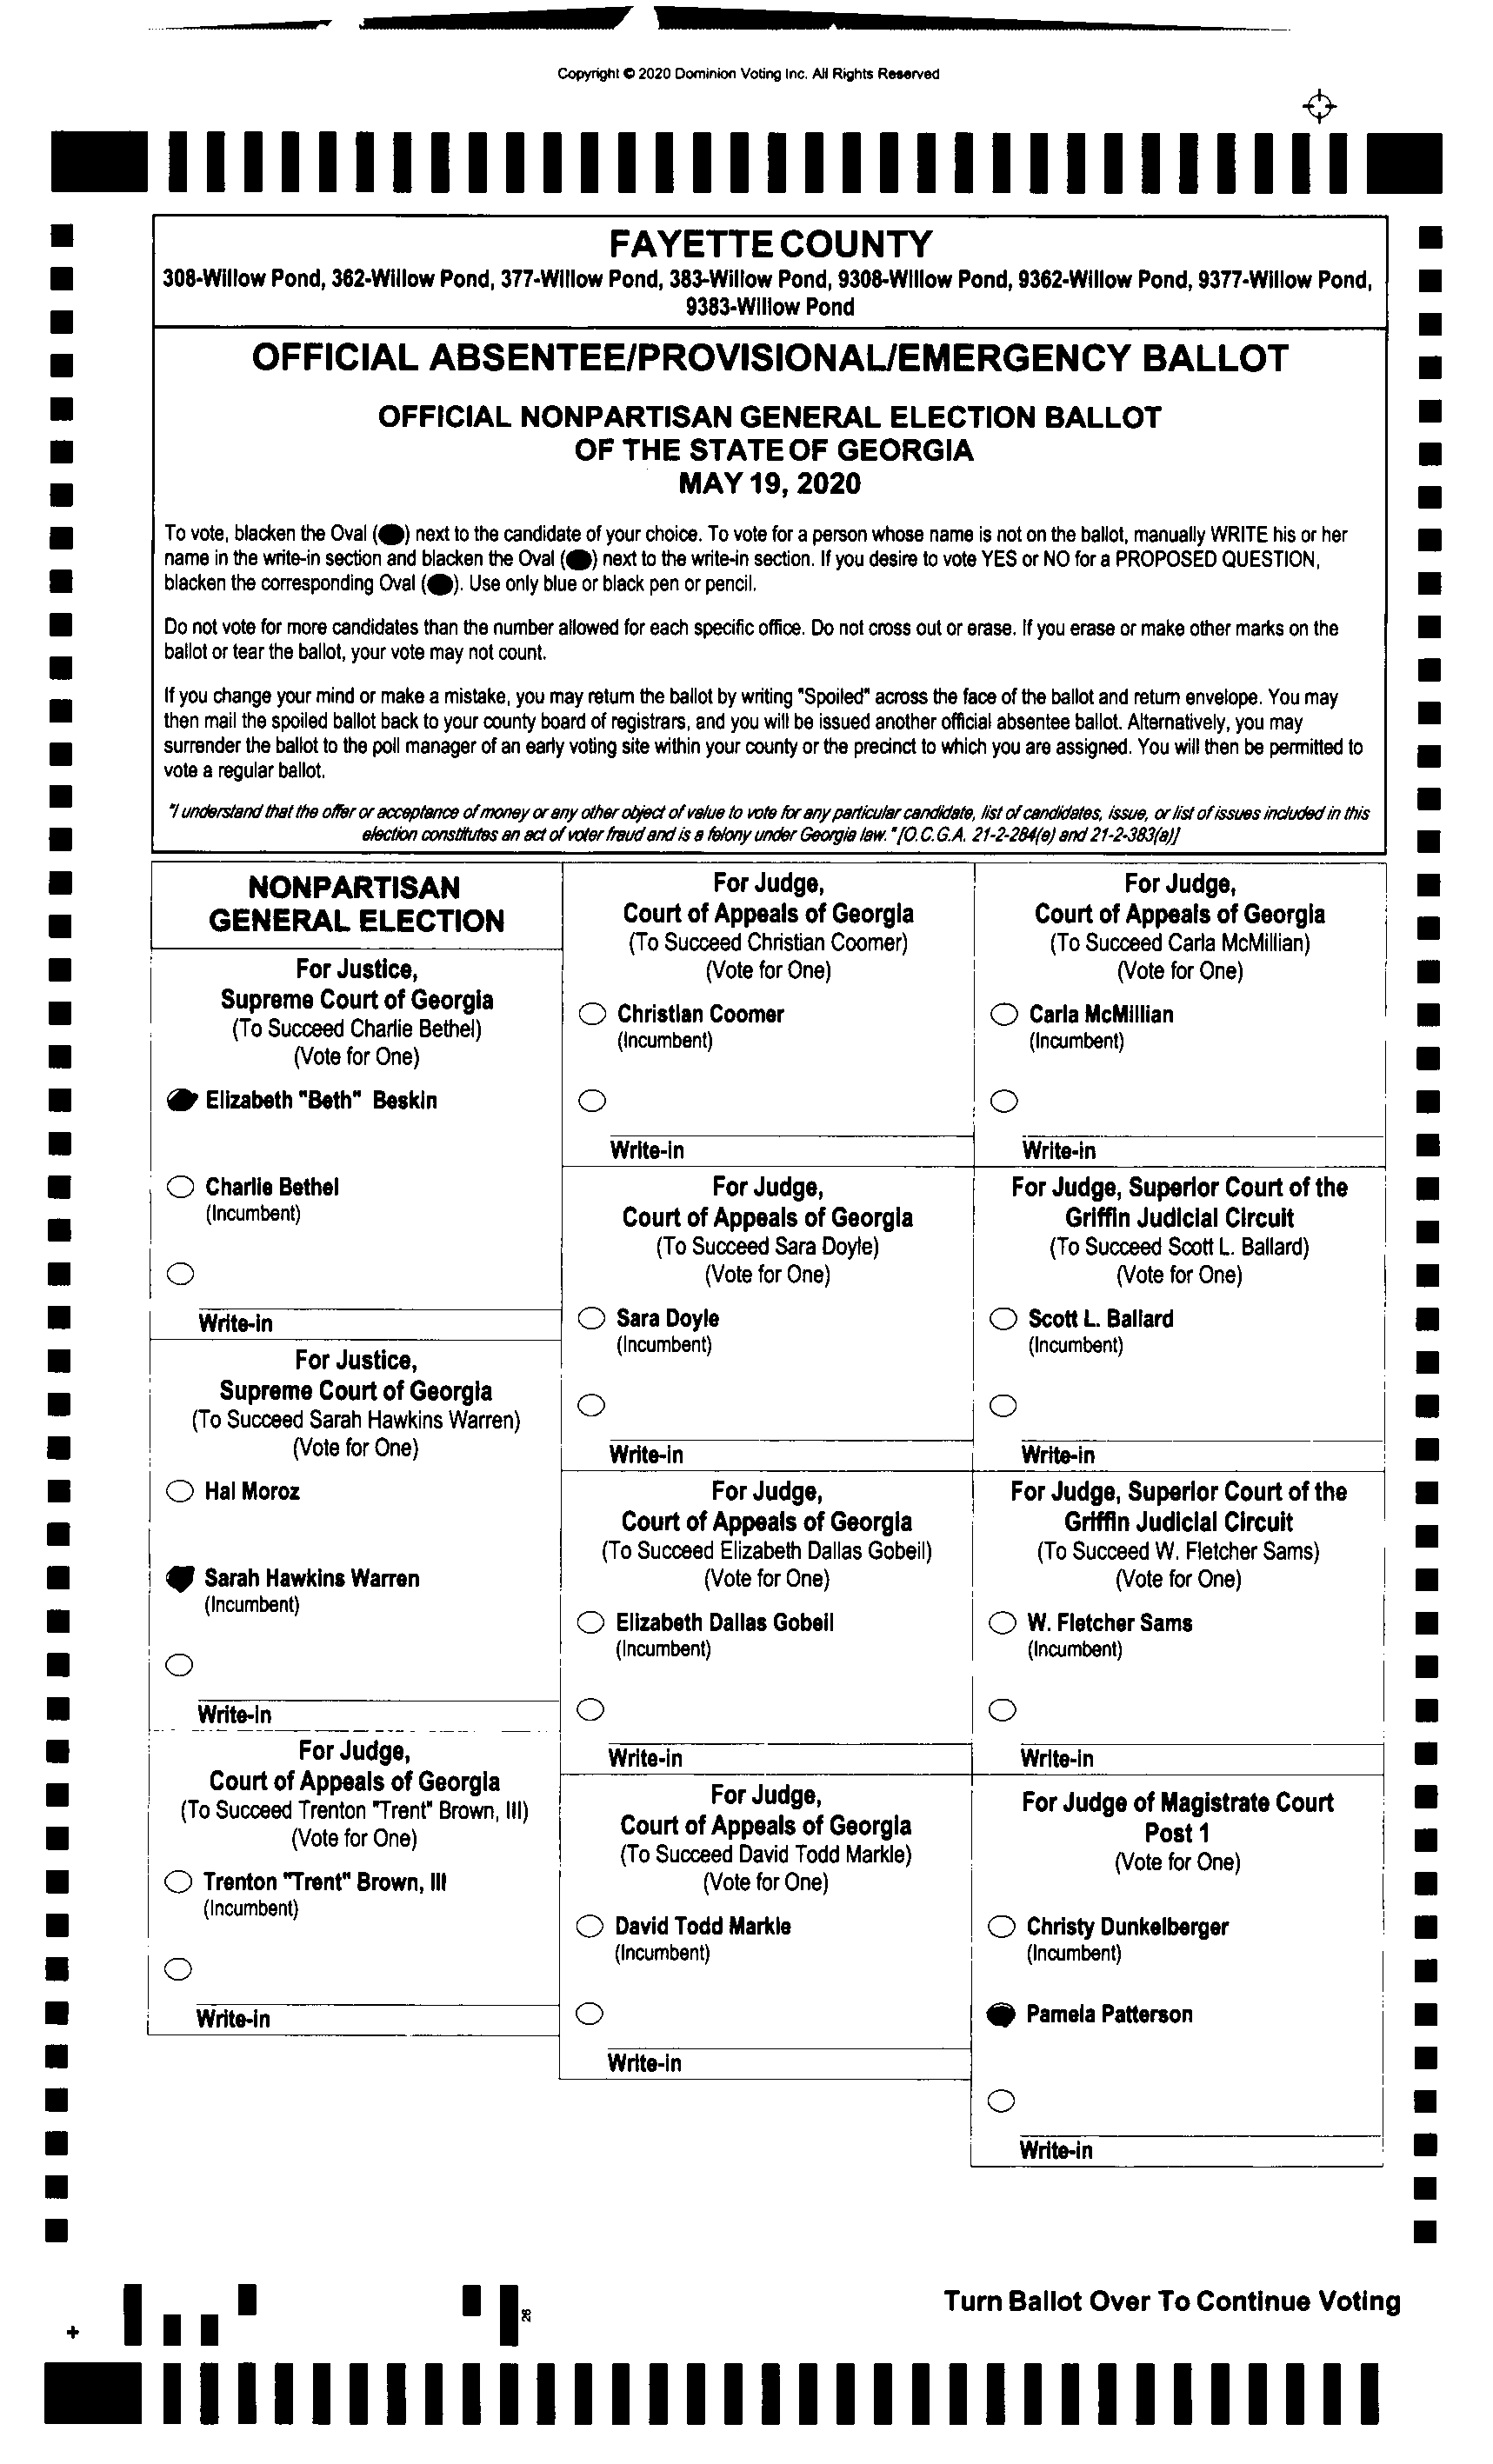 Copyright © 2020 Dominion Voting Inc. All Rights Reserved
FAYETTE COUNTY
308-Willow Pond, 362-Willow Pond, 377-Willow Pond, 383-Willow Pond, 9308-Willow Pond, 9362-Willow Pond, 9377-Willow Pond,
9383-Willow Pond
OFFICIAL ABSENTEE/PROVISIONAL/EMERGENCY BALLOT
OFFICIAL NONPARTISAN GENERAL ELECTION BALLOT
OF THE STATE OF GEORGIA
MAY 19, 2020
To vote, blacken the Oval (●) next to the candidate of your choice. To vote for a person whose name is not on the ballot, manually WRITE his or her
name in the write-in section and blacken the Oval (●) next to the write-in section. If you desire to vote YES or NO for a PROPOSED QUESTION,
blacken the corresponding Oval (●). Use only blue or black pen or pencil.
Do not vote for more candidates than the number allowed for each specific office. Do not cross out or erase. If you erase or make other marks on the
ballot or tear the ballot, your vote may not count.
If you change your mind or make a mistake, you may return the ballot by writing "Spoiled" across the face of the ballot and return envelope. You may
then mail the spoiled ballot back to your county board of registrars, and you will be issued another official absentee ballot. Alternatively, you may
surrender the ballot to the poll manager of an early voting site within your county or the precinct to which you are assigned. You will then be permitted to
vote a regular ballot.
"I understand that the offer or acceptance of money or any other object of value to vote for any particular candidate, list of candidates, issue, or list of issues included in this
election constitutes an act of voter fraud and is a felony under Georgia law." [O.C.G.A. 21-2-284(e) and 21-2-383(a)]
NONPARTISAN
GENERAL ELECTION
For Justice,
Supreme Court of Georgia
(To Succeed Charlie Bethel)
(Vote for One)
Elizabeth "Beth" Beskin
Charlie Bethel
(Incumbent)
Write-in
For Justice,
Supreme Court of Georgia
(To Succeed Sarah Hawkins Warren)
(Vote for One)
Hal Moroz
Sarah Hawkins Warren
(Incumbent)
Write-in
For Judge,
Court of Appeals of Georgia
(To Succeed Trenton "Trent" Brown, III)
(Vote for One)
Trenton "Trent" Brown, III
(Incumbent)
Write-in
For Judge,
Court of Appeals of Georgia
(To Succeed Christian Coomer)
(Vote for One)
Christian Coomer
(Incumbent)
Write-in
For Judge,
Court of Appeals of Georgia
(To Succeed Sara Doyle)
(Vote for One)
Sara Doyle
(Incumbent)
Write-in
For Judge,
Court of Appeals of Georgia
(To Succeed Elizabeth Dallas Gobeil)
(Vote for One)
Elizabeth Dallas Gobeil
(Incumbent)
Write-in
For Judge,
Court of Appeals of Georgia
(To Succeed David Todd Markle)
(Vote for One)
David Todd Markle
(Incumbent)
Write-in
For Judge,
Court of Appeals of Georgia
(To Succeed Carla McMillian)
(Vote for One)
Carla McMillian
(Incumbent)
Write-in
For Judge, Superior Court of the
Griffin Judicial Circuit
(To Succeed Scott L. Ballard)
(Vote for One)
Scott L. Ballard
(Incumbent)
Write-in
For Judge, Superior Court of the
Griffin Judicial Circuit
(To Succeed W. Fletcher Sams)
(Vote for One)
W. Fletcher Sams
(Incumbent)
Write-in
For Judge of Magistrate Court
Post 1
(Vote for One)
Christy Dunkelberger
(Incumbent)
Pamela Patterson
Write-in
26
Turn Ballot Over To Continue Voting